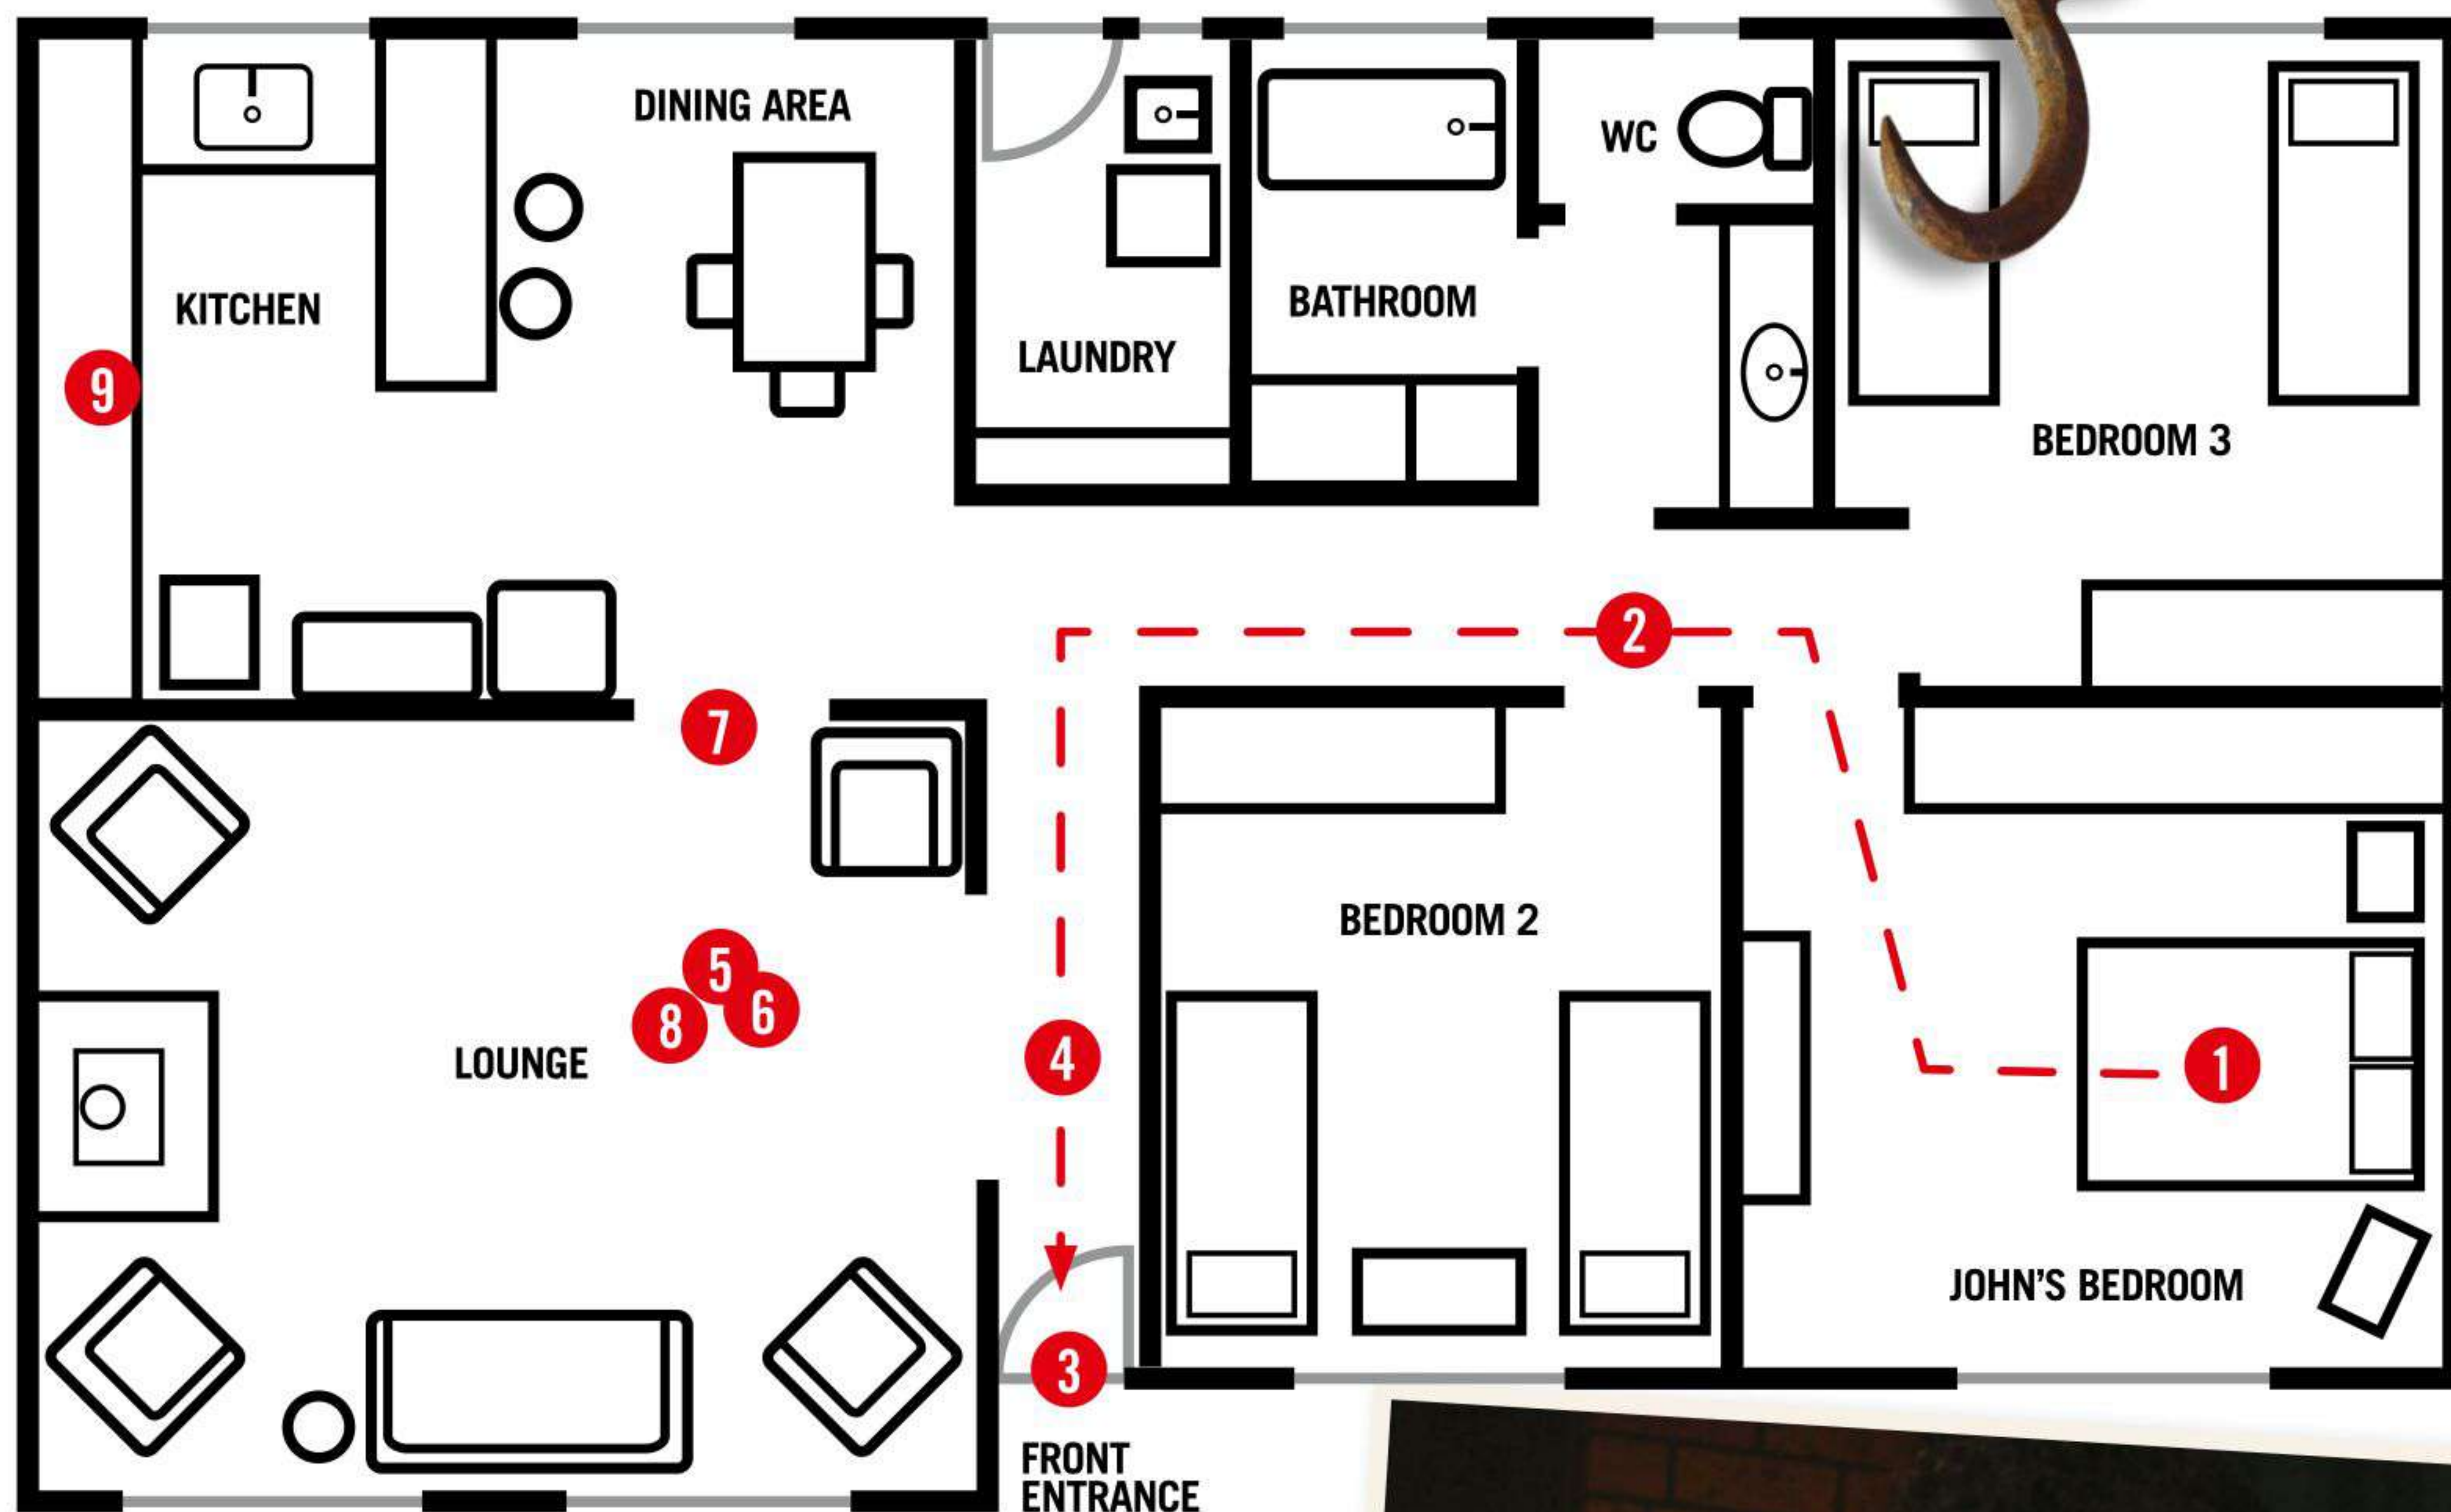 DINING AREA
WC
KITCHEN
BATHROOM
LAUNDRY
9
BEDROOM 3
2
7
BEDROOM 2
5
6
8
LOUNGE
4
1
JOHN'S BEDROOM
3
FRONT
ENTRANCE